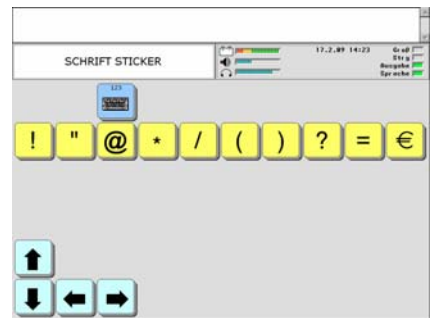 SCHRIFT STICKER
17.2.09 14:23
Groß
Strg
Ausgabe
Sprache
123
! " @ * / ( ) ? = €